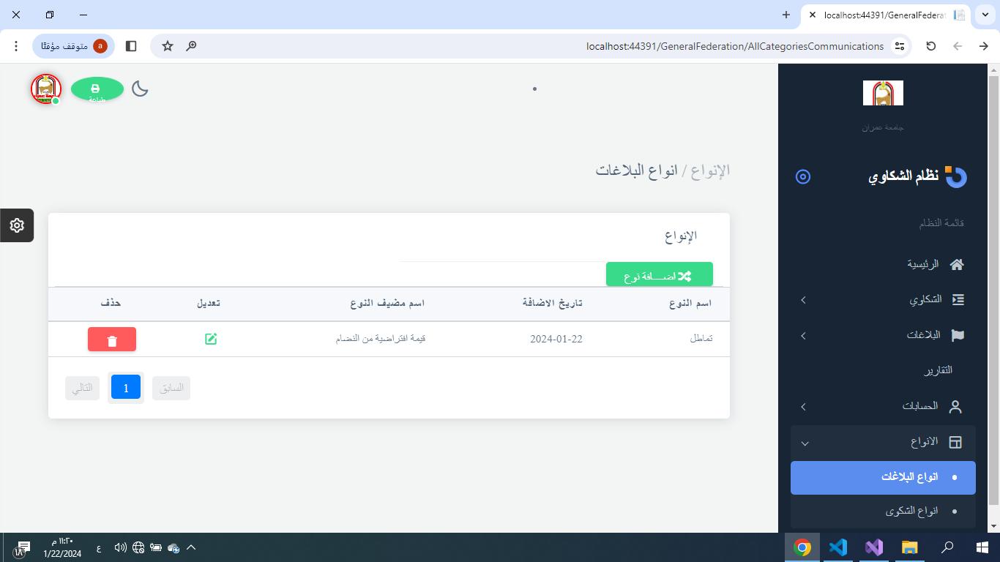 localhost:44391/GeneralFederat
متوقف مؤقتًا
a
localhost:44391/GeneralFederation/AllCategoriesCommunications
طباعة
جامعة عمران
نظام الشكاوي
قائمة النظام
الرئيسية
الشكاوي
البلاغات
التقارير
الحسابات
الانواع
انواع البلاغات
انواع الشكوى
الإنواع / انواع البلاغات
الإنواع
اضـــافة نوع
اسم النوع تاريخ الاضافة اسم مضيف النوع تعديل حذف
تماطل 2024-01-22 قيمة افتراضية من النضام
السابق 1 التالي
١١:٢٠ م
1/22/2024
ع
١٨